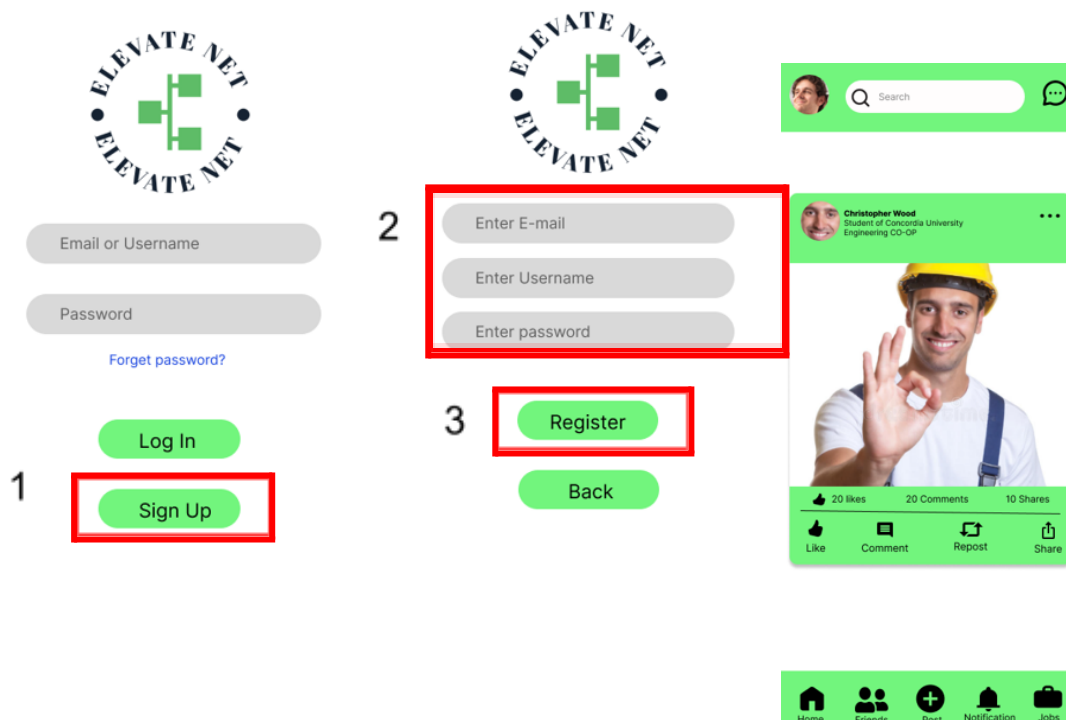 ELEVATE NET
ELEVATE NET
Email or Username
Password
Forget password?
Log In
1
Sign Up
ELEVATE NET
ELEVATE NET
2
Enter E-mail
Enter Username
Enter password
3
Register
Back
Search
Christopher Wood
Student of Concordia University
Engineering CO-OP
20 likes 20 Comments 10 Shares
Like Comment Repost Share
Home Friends Post Notification Jobs